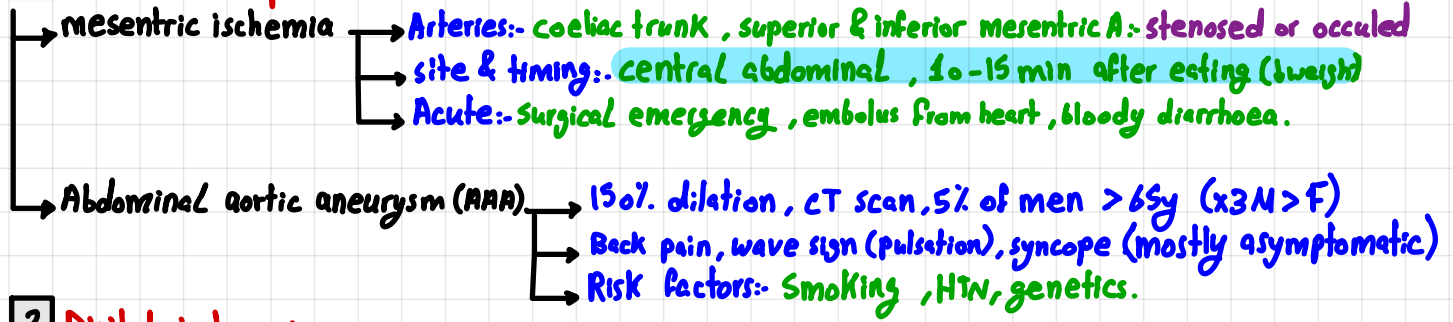 mesentric ischemia
Arteries:- coeliac trunk, superior & inferior mesentric A:- stenosed or occuled
site & timing:- central abdominal, 10-15 min after eating (↓weight)
Acute:- surgical emergency, embolus from heart, bloody diarrhoea.
Abdominal aortic aneurysm (AAA)
150% dilation, CT scan, 5% of men >65y (x3M>F)
Back pain, wave sign (pulsation), syncope (mostly asymptomatic)
Risk factors:- Smoking, HTN, genetics.